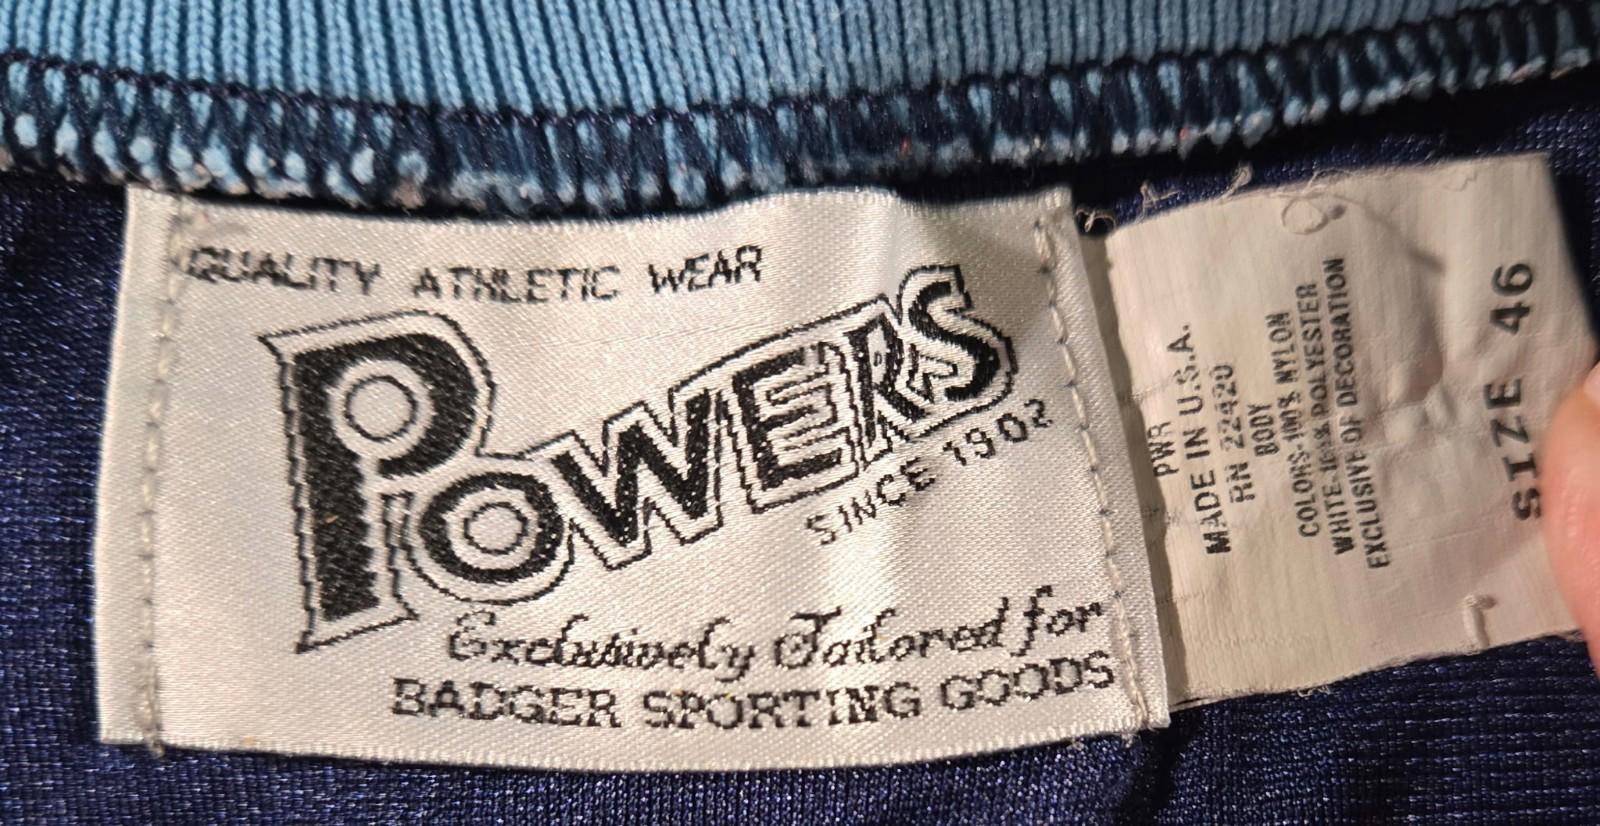 QUALITY ATHLETIC WEAR
POWERS
SINCE 1902
Exclusively Tailored for
BADGER SPORTING GOODS
PWR
MADE IN U.S.A.
RN 22420
BODY
COLORS-100% NYLON
WHITE-100% POLYESTER
EXCLUSIVE OF DECORATION
SIZE 46